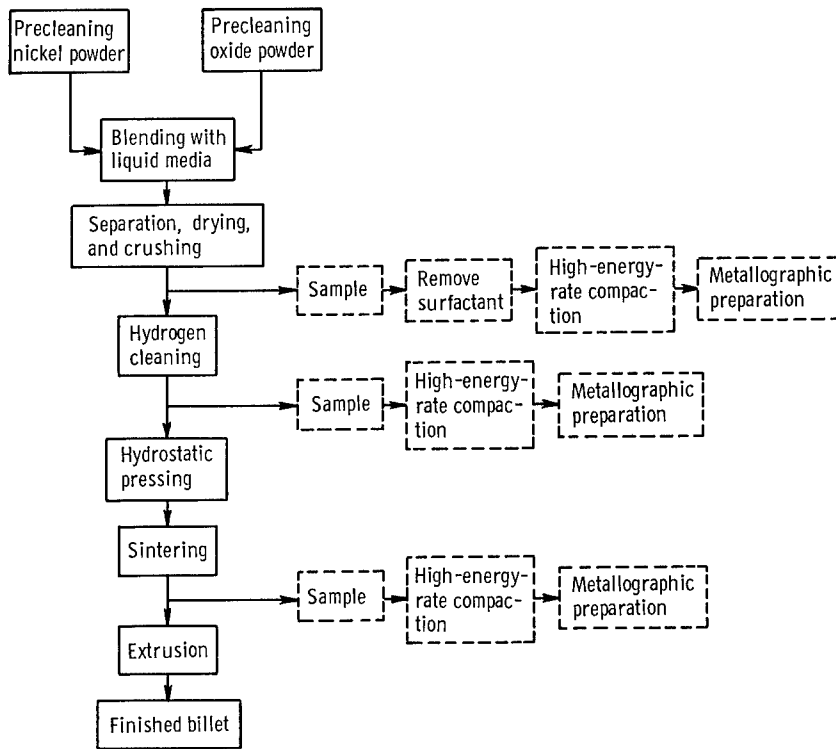 Precleaning
nickel powder
Precleaning
oxide powder
Blending with
liquid media
Separation, drying,
and crushing
Sample
Remove
surfactant
High-energy-
rate compac-
tion
Metallographic
preparation
Hydrogen
cleaning
Sample
High-energy-
rate compac-
tion
Metallographic
preparation
Hydrostatic
pressing
Sintering
Sample
High-energy-
rate compac-
tion
Metallographic
preparation
Extrusion
Finished billet